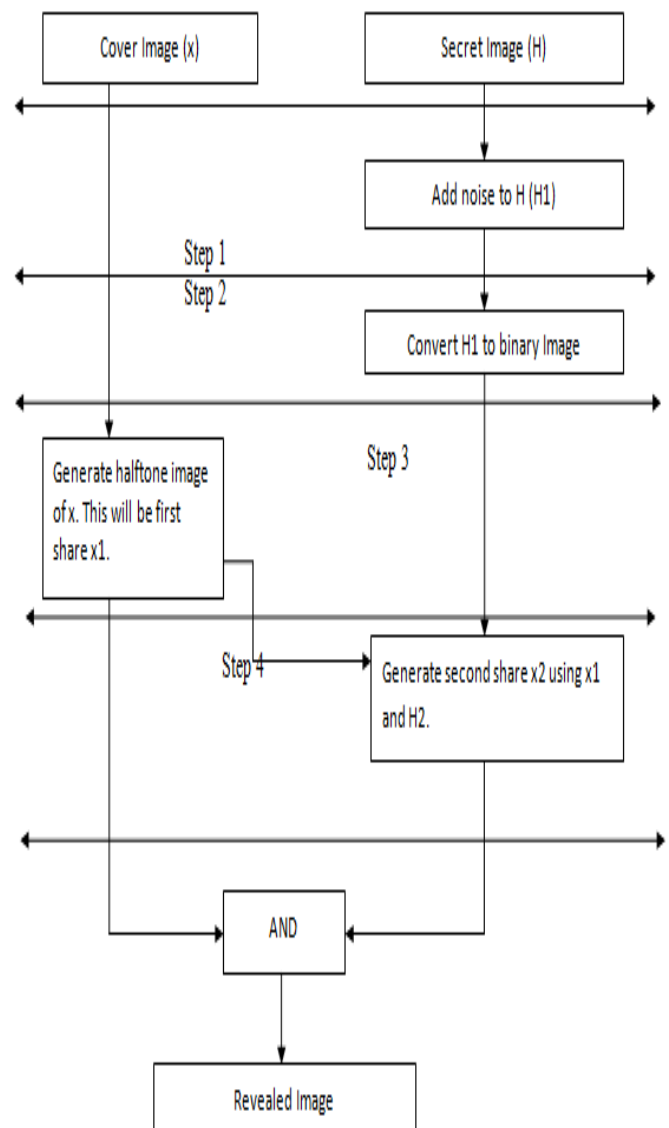 Cover Image (x)
Secret Image (H)
Add noise to H (H1)
Step 1
Step 2
Convert H1 to binary Image
Generate halftone image
of x. This will be first
share x1.
Step 3
Step 4
Generate second share x2 using x1
and H2.
AND
Revealed Image